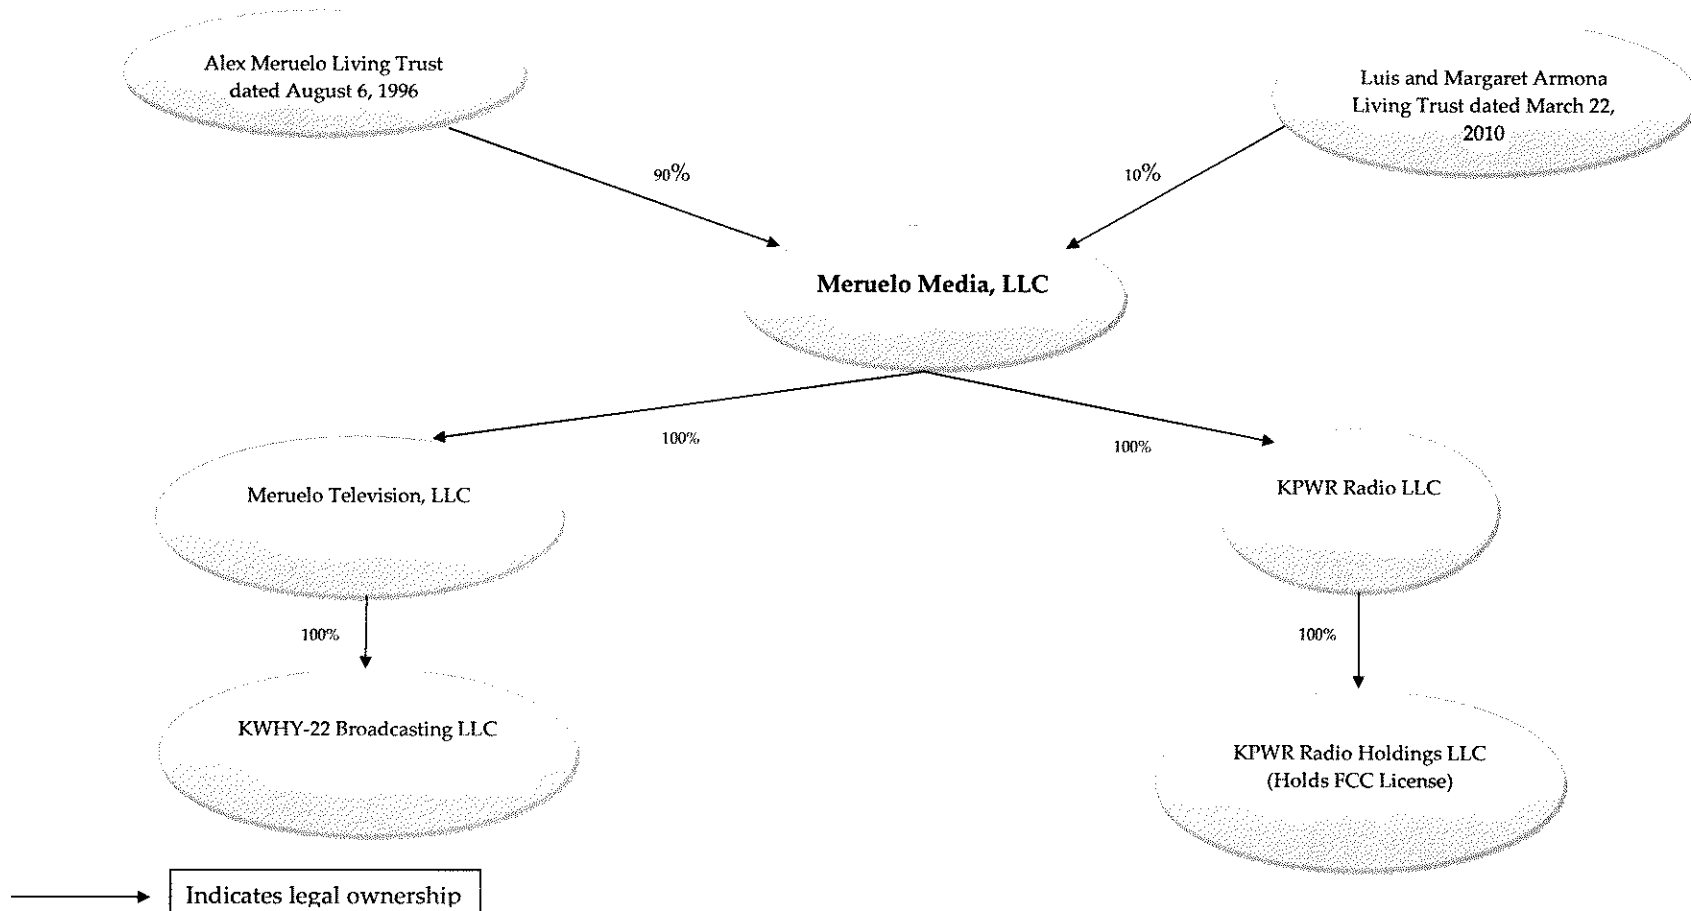 Alex Meruelo Living Trust
dated August 6, 1996
Luis and Margaret Armona
Living Trust dated March 22,
2010
90%
10%
Meruelo Media, LLC
100%
100%
Meruelo Television, LLC
KPWR Radio LLC
100%
100%
KWHY-22 Broadcasting LLC
KPWR Radio Holdings LLC
(Holds FCC License)
Indicates legal ownership